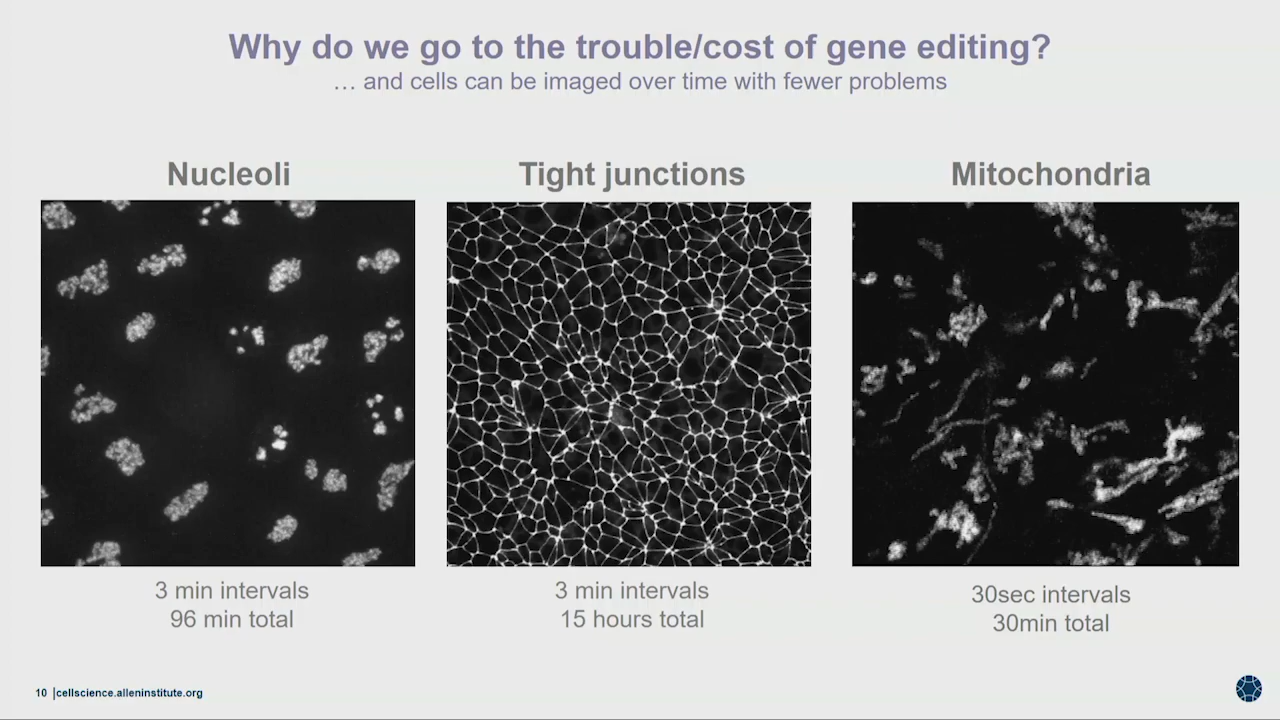 Why do we go to the trouble/cost of gene editing?
… and cells can be imaged over time with fewer problems
Nucleoli
Tight junctions
Mitochondria
3 min intervals
96 min total
3 min intervals
15 hours total
30sec intervals
30min total
10 |cellscience.alleninstitute.org